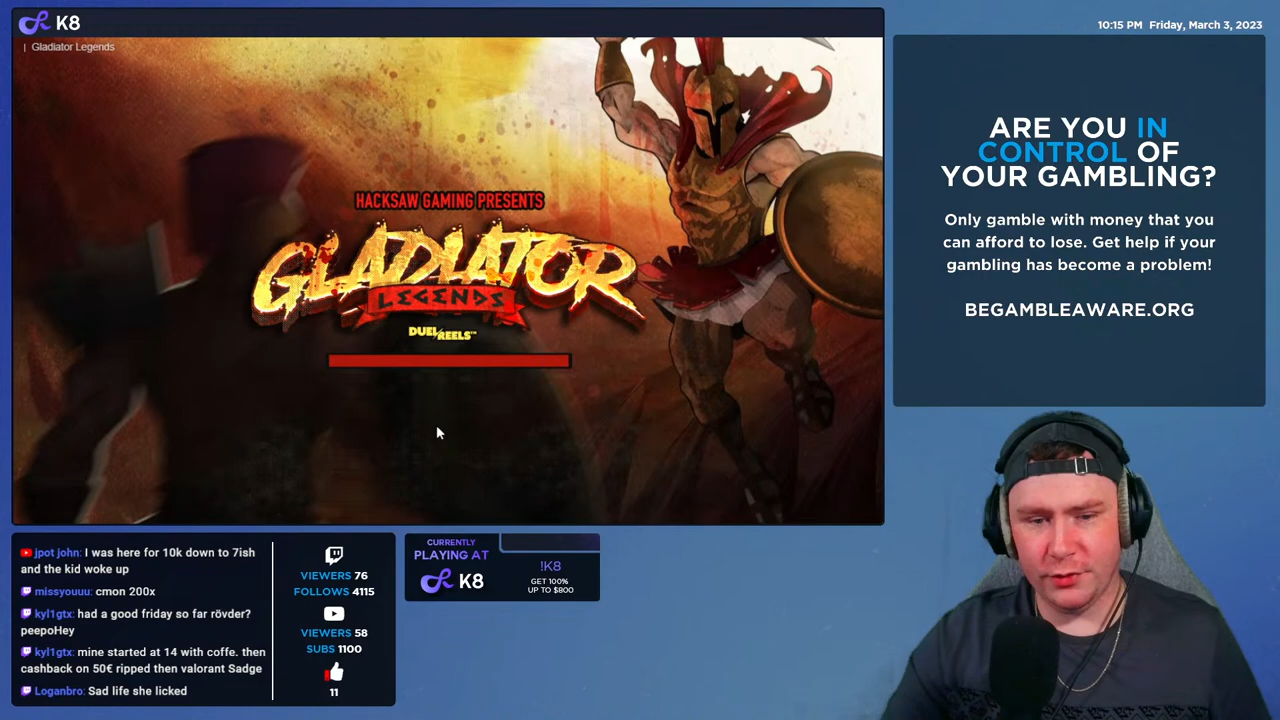 K8
10:15 PM Friday, March 3, 2023
| Gladiator Legends
HACKSAW GAMING PRESENTS
GLADIATOR
LEGENDS
DUEL/REELS™
ARE YOU IN
CONTROL OF
YOUR GAMBLING?
Only gamble with money that you
can afford to lose. Get help if your
gambling has become a problem!
BEGAMBLEAWARE.ORG
jpot john: I was here for 10k down to 7ish
and the kid woke up
missyouuu: cmon 200x
kyl1gtx: had a good friday so far rövder?
peepoHey
kyl1gtx: mine started at 14 with coffe. then
cashback on 50€ ripped then valorant Sadge
Loganbro: Sad life she licked
VIEWERS 76
FOLLOWS 4115
VIEWERS 58
SUBS 1100
11
CURRENTLY
PLAYING AT
K8
!K8
GET 100%
UP TO $800